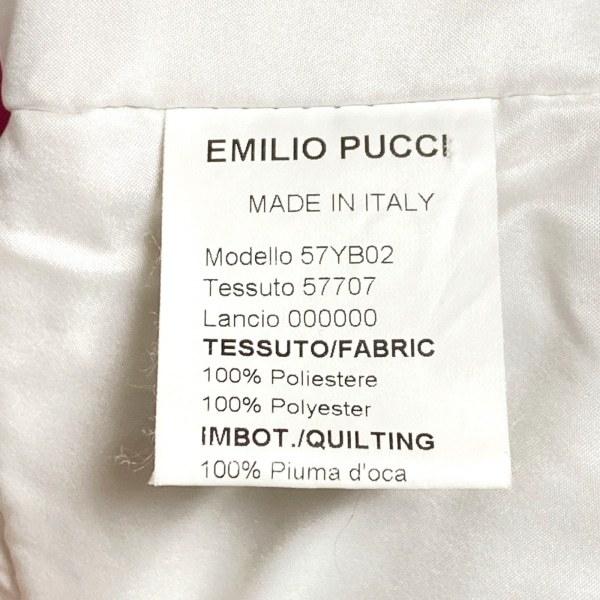 EMILIO PUCCI
MADE IN ITALY
Modello 57YB02
Tessuto 57707
Lancio 000000
TESSUTO/FABRIC
100% Poliestere
100% Polyester
IMBOT./QUILTING
100% Piuma d'oca